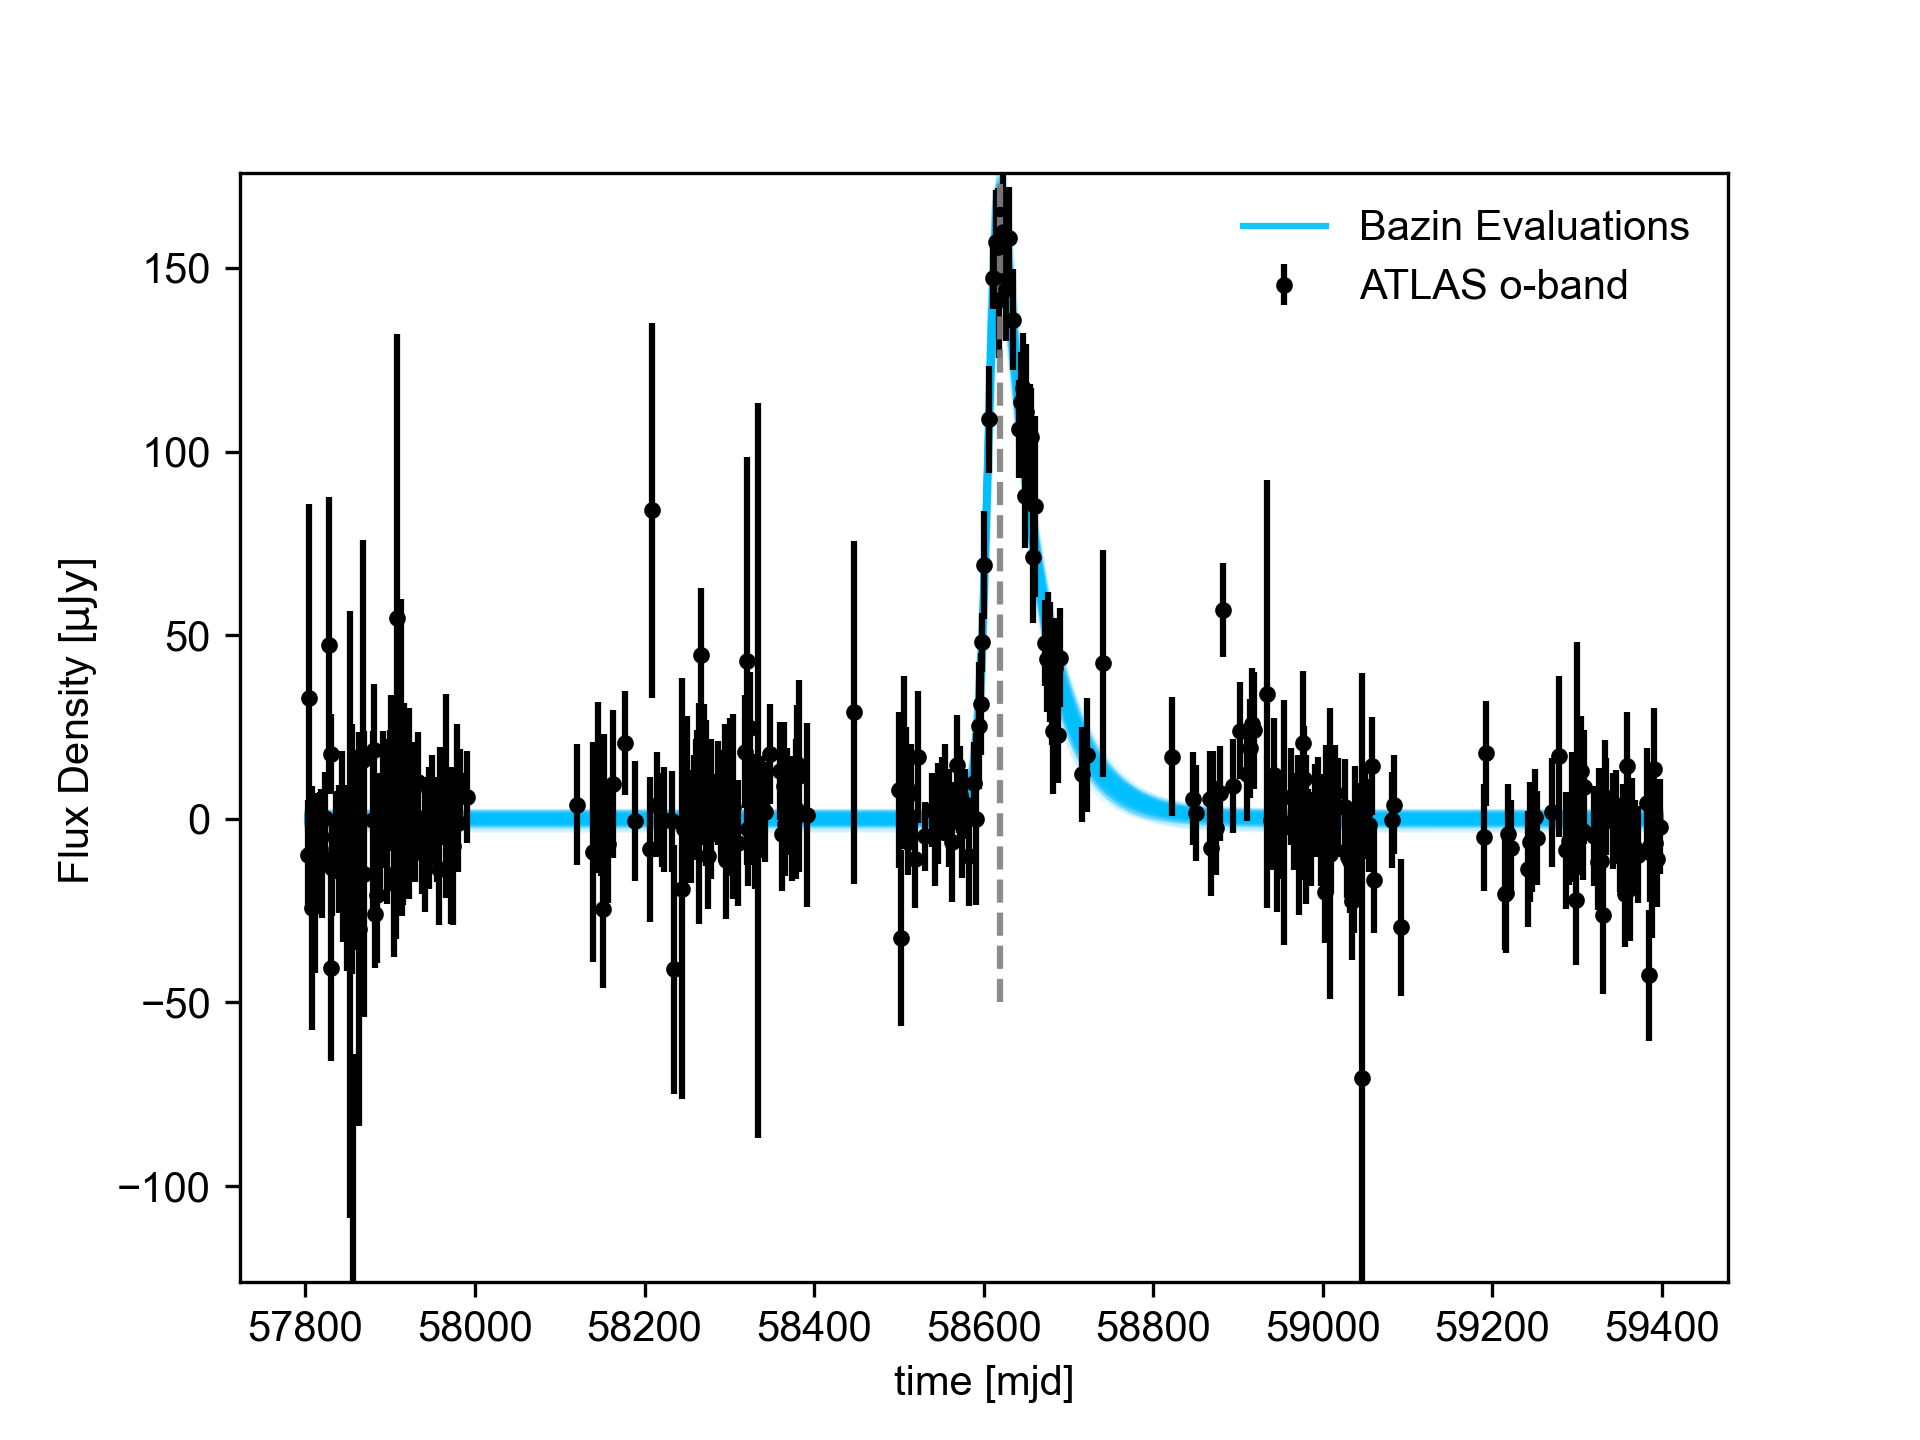 Bazin Evaluations
ATLAS o-band
150
100
50
0
−50
−100
Flux Density [µJy]
57800 58000 58200 58400 58600 58800 59000 59200 59400
time [mjd]